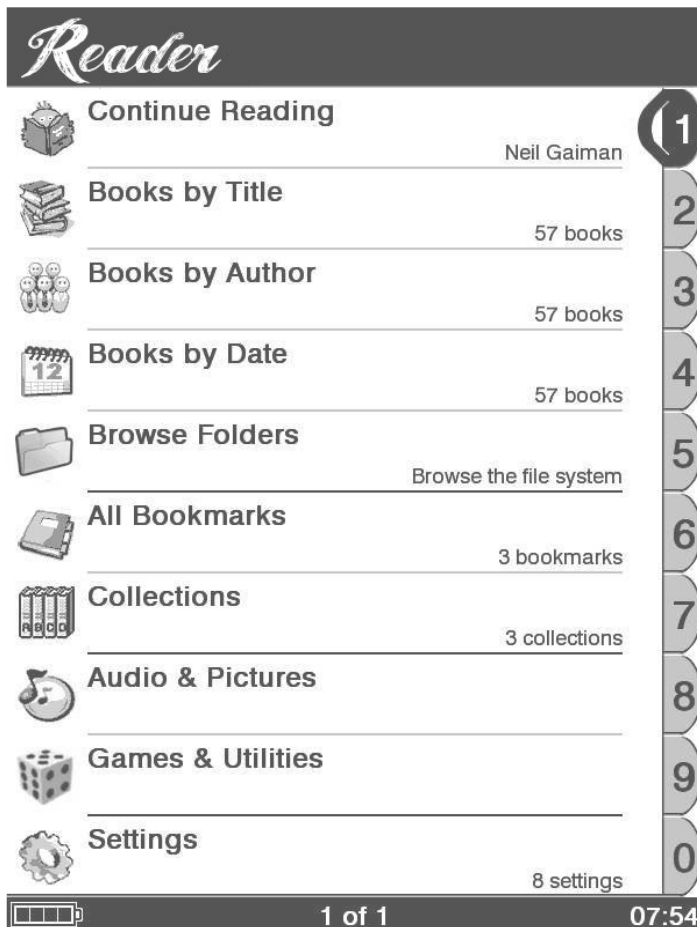 Reader
Continue Reading
1
Neil Gaiman
Books by Title
2
57 books
Books by Author
3
57 books
Books by Date
12
4
57 books
Browse Folders
5
Browse the file system
All Bookmarks
6
3 bookmarks
Collections
A B C D
7
3 collections
Audio & Pictures
8
Games & Utilities
9
Settings
0
8 settings
1 of 1
07:54